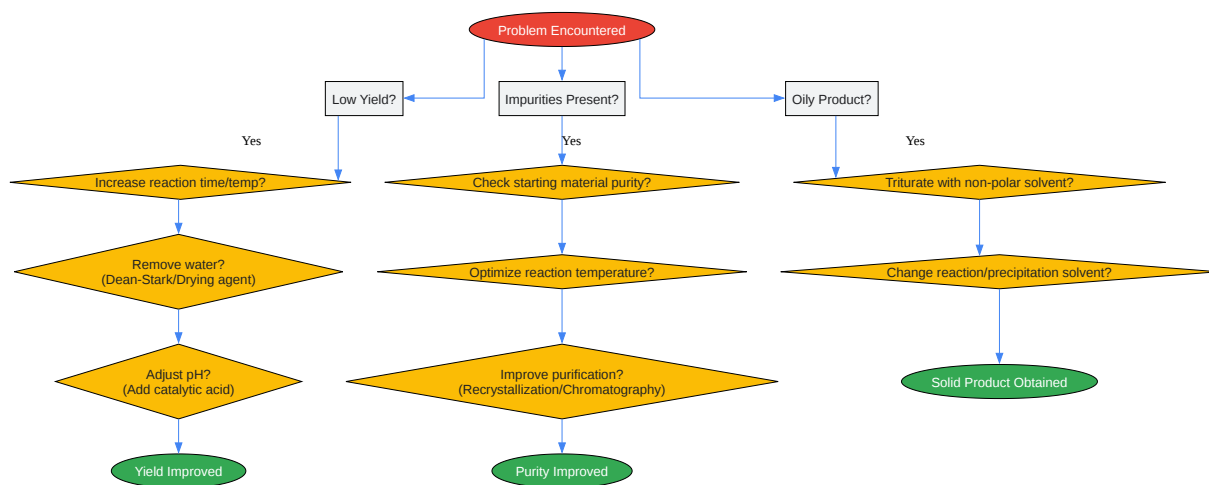 Problem Encountered
Low Yield?
Impurities Present?
Oily Product?
Yes
Yes
Yes
Increase reaction time/temp?
Check starting material purity?
Triturate with non-polar solvent?
Remove water?
(Dean-Stark/Drying agent)
Optimize reaction temperature?
Change reaction/precipitation solvent?
Adjust pH?
(Add catalytic acid)
Improve purification?
(Recrystallization/Chromatography)
Solid Product Obtained
Yield Improved
Purity Improved